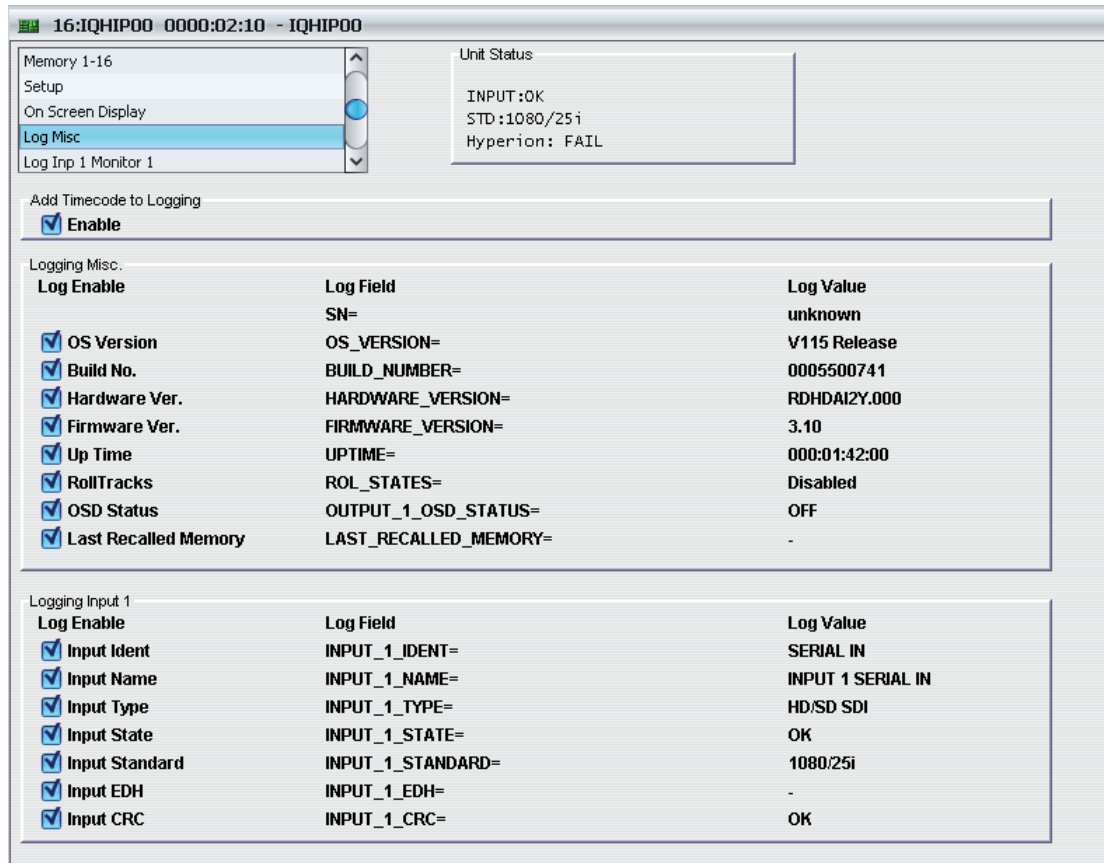 16:IQHIP00 0000:02:10 - IQHIP00
Memory 1-16
Setup
On Screen Display
Log Misc
Log Inp 1 Monitor 1
Unit Status
INPUT:OK
STD:1080/25i
Hyperion: FAIL
Add Timecode to Logging
Enable
Logging Misc.
Log Enable Log Field Log Value
SN= unknown
OS Version OS_VERSION= V115 Release
Build No. BUILD_NUMBER= 0005500741
Hardware Ver. HARDWARE_VERSION= RDHDAI2Y.000
Firmware Ver. FIRMWARE_VERSION= 3.10
Up Time UPTIME= 000:01:42:00
RollTracks ROL_STATES= Disabled
OSD Status OUTPUT_1_OSD_STATUS= OFF
Last Recalled Memory LAST_RECALLED_MEMORY= -
Logging Input 1
Log Enable Log Field Log Value
Input Ident INPUT_1_IDENT= SERIAL IN
Input Name INPUT_1_NAME= INPUT 1 SERIAL IN
Input Type INPUT_1_TYPE= HD/SD SDI
Input State INPUT_1_STATE= OK
Input Standard INPUT_1_STANDARD= 1080/25i
Input EDH INPUT_1_EDH= -
Input CRC INPUT_1_CRC= OK